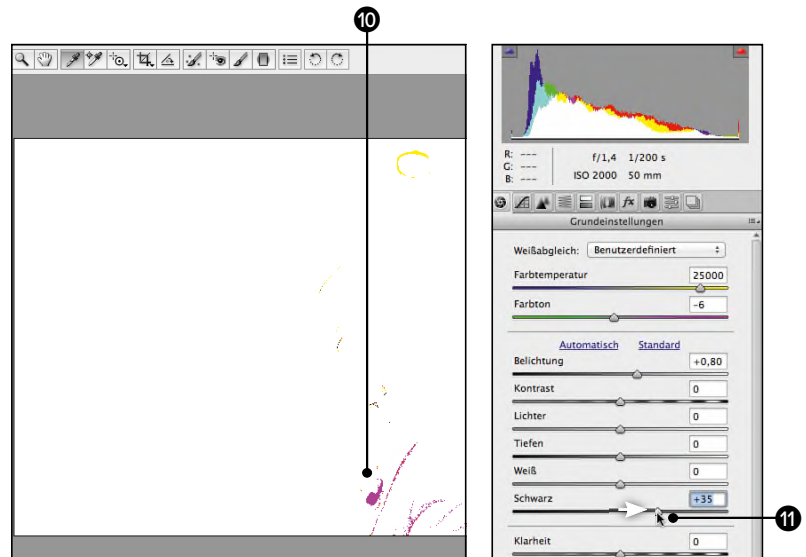 10
R: --- f/1,4 1/200 s
G: ---
B: --- ISO 2000 50 mm
fx
Grundeinstellungen
Weißabgleich: Benutzerdefiniert
Farbtemperatur 25000
Farbton -6
Automatisch Standard
Belichtung +0,80
Kontrast 0
Lichter 0
Tiefen 0
Weiß 0
Schwarz +35
11
Klarheit 0